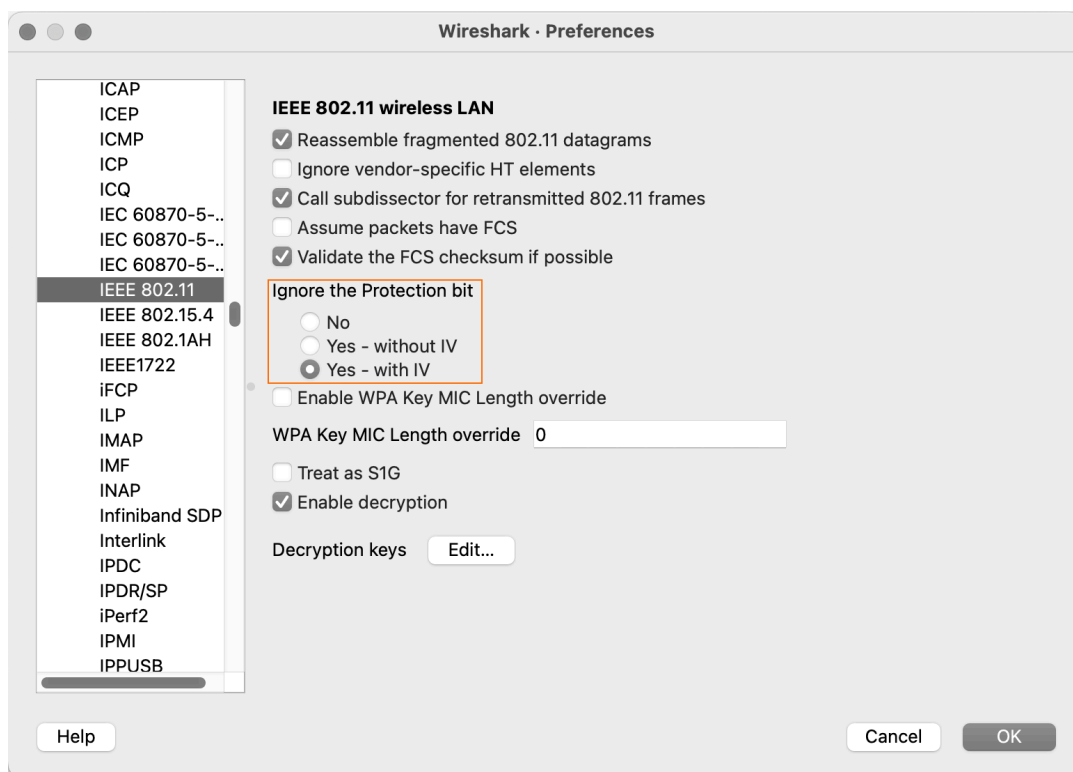 Wireshark · Preferences
ICAP
ICEP
ICMP
ICP
ICQ
IEC 60870-5-..
IEC 60870-5-..
IEC 60870-5-..
IEEE 802.11
IEEE 802.15.4
IEEE 802.1AH
IEEE1722
iFCP
ILP
IMAP
IMF
INAP
Infiniband SDP
Interlink
IPDC
IPDR/SP
iPerf2
IPMI
IPPUSB
IEEE 802.11 wireless LAN
Reassemble fragmented 802.11 datagrams
Ignore vendor-specific HT elements
Call subdissector for retransmitted 802.11 frames
Assume packets have FCS
Validate the FCS checksum if possible
Ignore the Protection bit
No
Yes - without IV
Yes - with IV
Enable WPA Key MIC Length override
WPA Key MIC Length override 0
Treat as S1G
Enable decryption
Decryption keys Edit...
Help Cancel OK